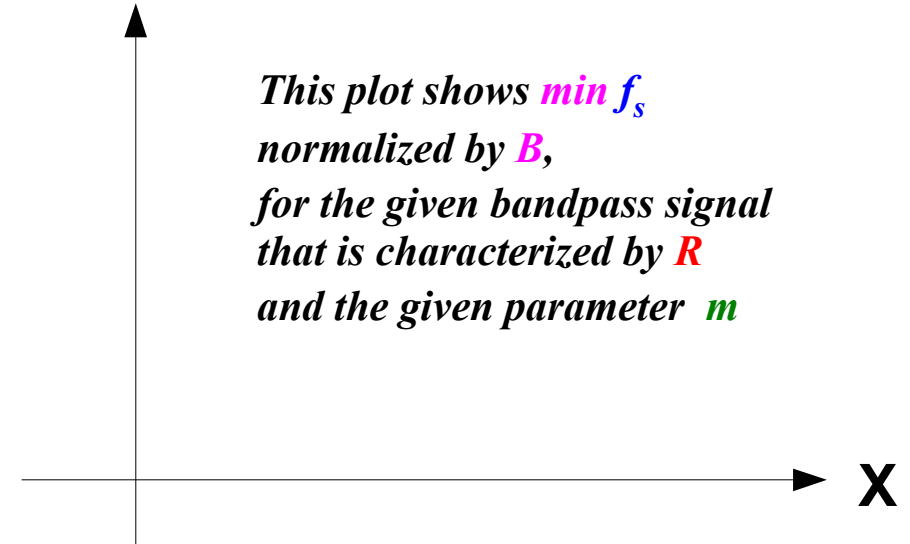 This plot shows min fs
normalized by B,
for the given bandpass signal
that is characterized by R
and the given parameter m
X